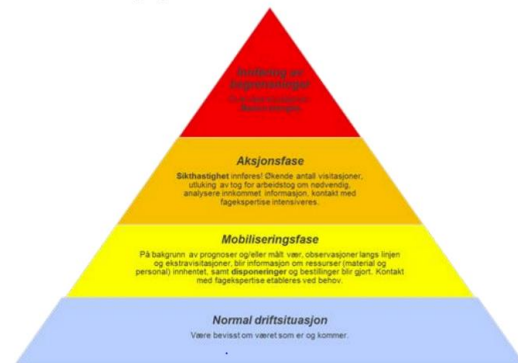 Aksjonsfase
Sikthastighet innføres! Økende antall visitasjoner,
utluking av tog for arbeidstog om nødvendig,
analysere innkommet informasjon, kontakt med
fagekspertise intensiveres.
Mobiliseringsfase
På bakgrunn av prognoser og/eller målt vær, observasjoner langs linjen
og ekstravisitasjoner, blir informasjon om ressurser (material og
personal) innhentet, samt disponeringer og bestillinger blir gjort. Kontakt
med fagekspertise etableres ved behov.
Normal driftsituasjon
Være bevisst om været som er og kommer.